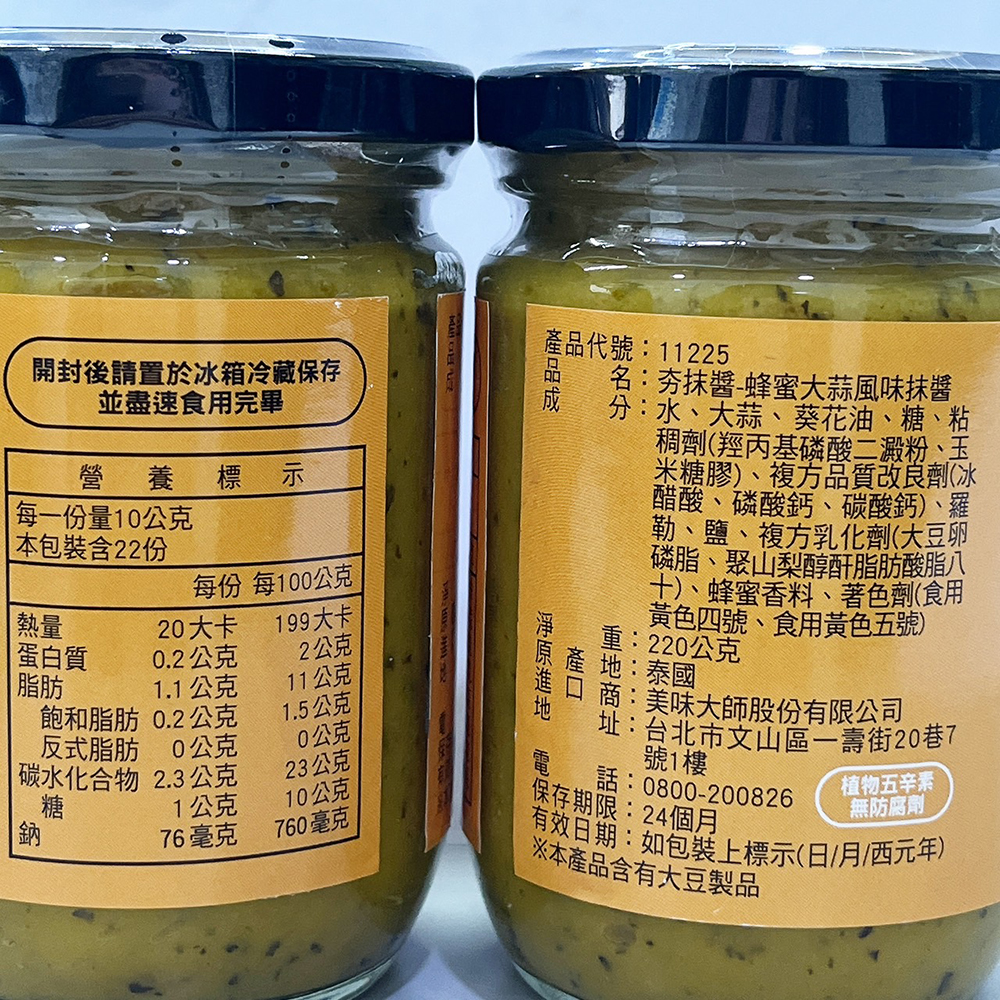 開封後請置於冰箱冷藏保存
並盡速食用完畢
營養標示
每一份量10公克
本包裝含22份
每份 每100公克
熱量 20大卡 199大卡
蛋白質 0.2公克 2公克
脂肪 1.1公克 11公克
飽和脂肪 0.2公克 1.5公克
反式脂肪 0公克 0公克
碳水化合物 2.3公克 23公克
糖 1公克 10公克
鈉 76毫克 760毫克
產品代號：11225
品名：夯抹醬-蜂蜜大蒜風味抹醬
成分：水、大蒜、葵花油、糖、粘
稠劑(羥丙基磷酸二澱粉、玉
米糖膠)、複方品質改良劑(冰
醋酸、磷酸鈣、碳酸鈣)、羅
勒、鹽、複方乳化劑(大豆卵
磷脂、聚山梨醇酐脂肪酸脂八
十)、蜂蜜香料、著色劑(食用
黃色四號、食用黃色五號)
淨重：220公克
原產地：泰國
進口商：美味大師股份有限公司
地址：台北市文山區一壽街20巷7
號1樓
電話：0800-200826
保存期限：24個月
有效日期：如包裝上標示(日/月/西元年)
※本產品含有大豆製品
植物五辛素
無防腐劑